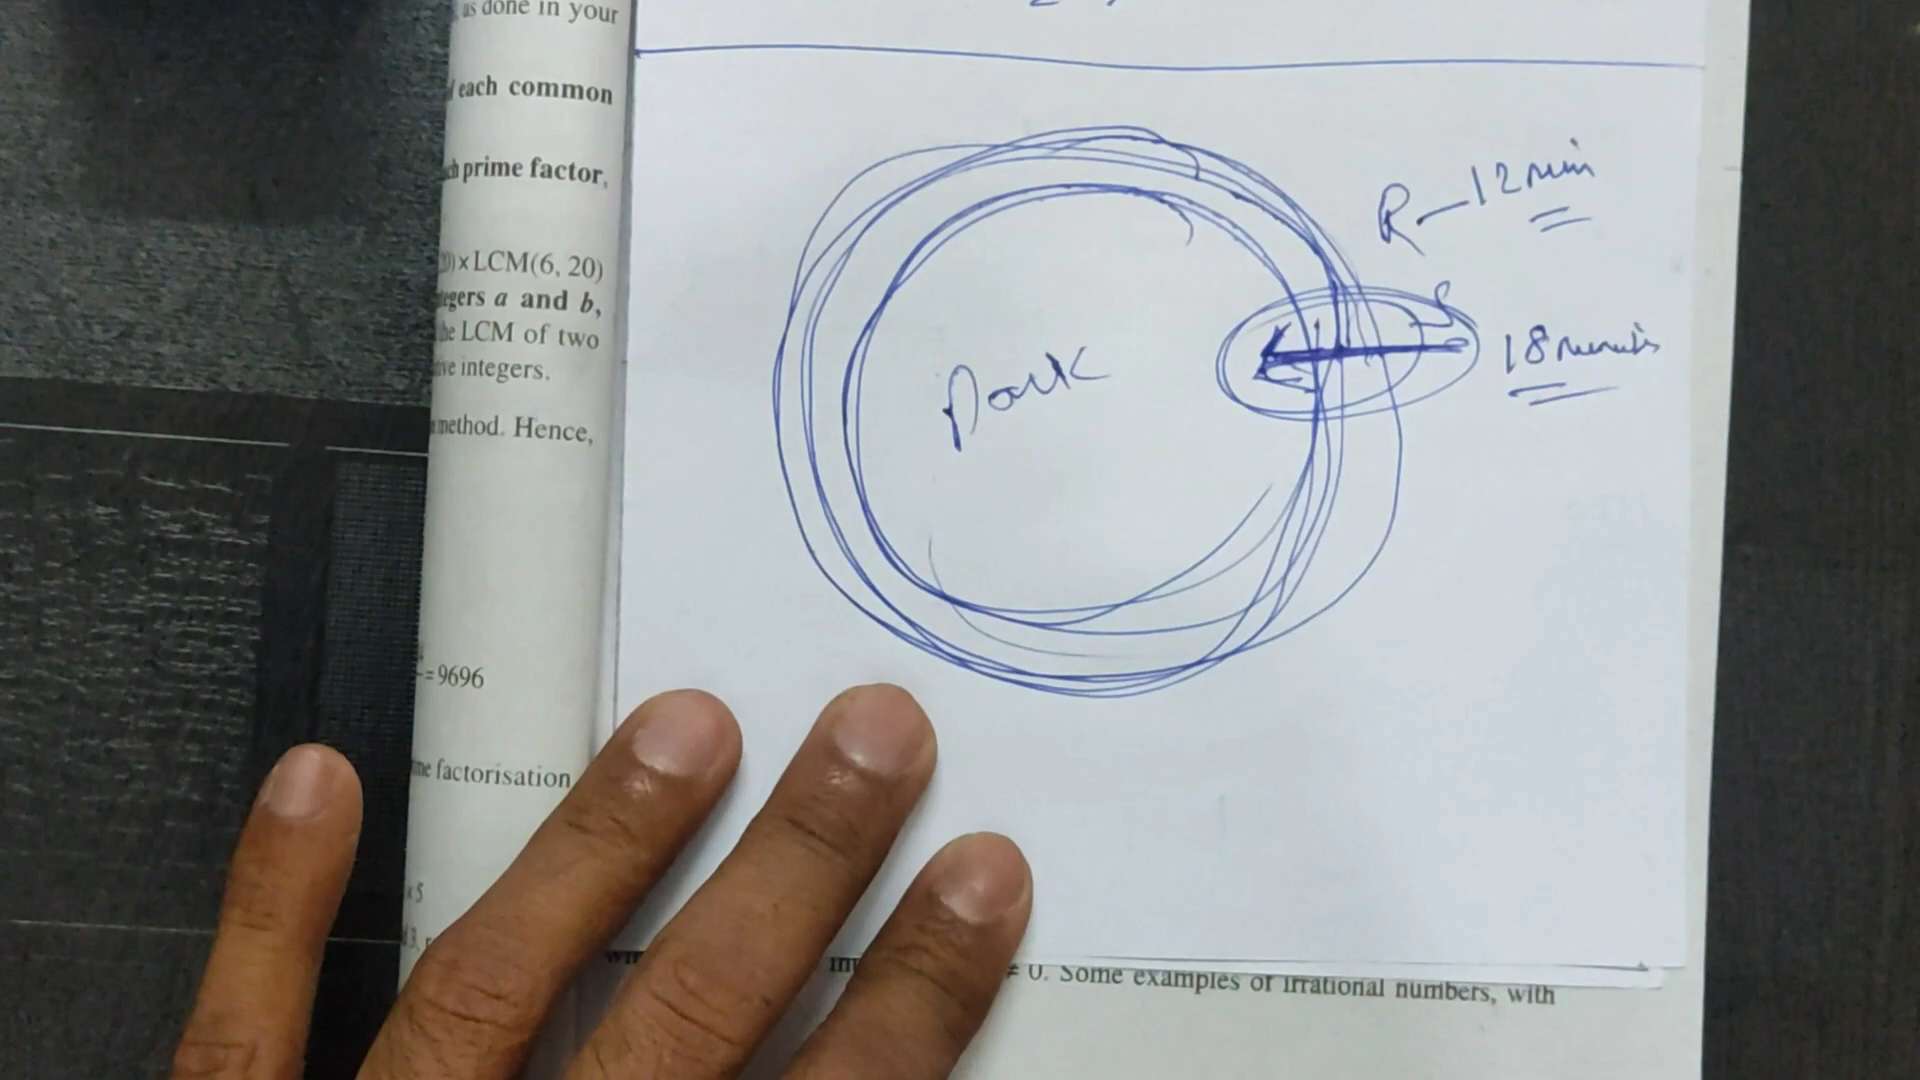 as done in your
each common
prime factor,
× LCM(6, 20)
a and b,
LCM of two
integers.
method. Hence,
= 9696
factorisation
× 5
R — 12 min
S
18 minutes
Park
≠ 0. Some examples of irrational numbers, with